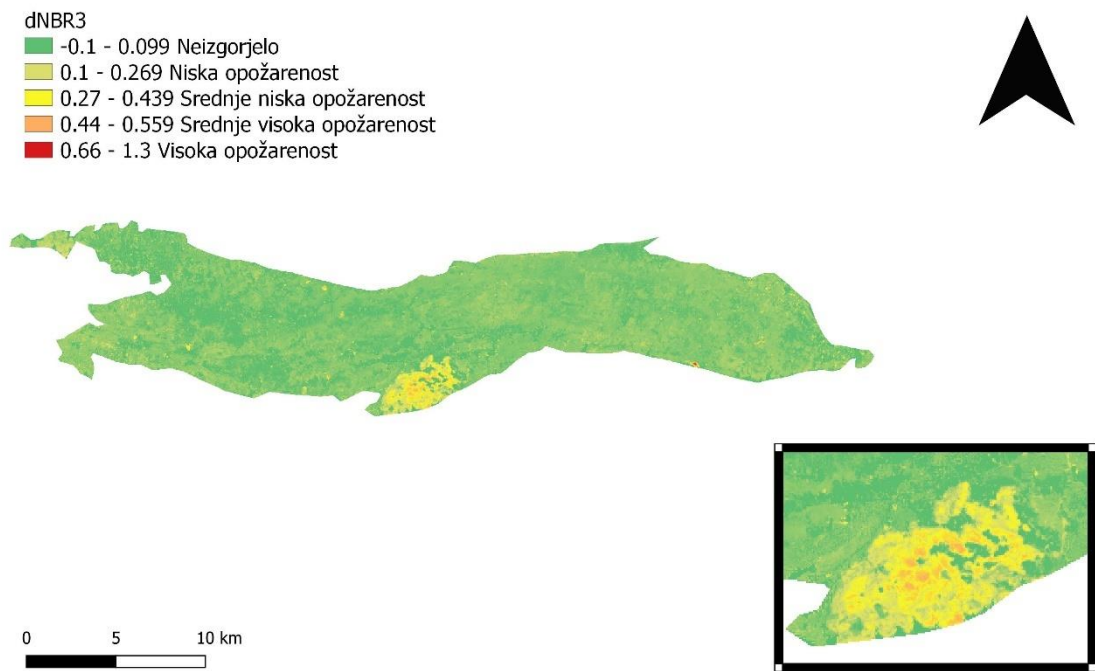 dNBR3
-0.1 - 0.099 Neizgorjelo
0.1 - 0.269 Niska opožarenost
0.27 - 0.439 Srednje niska opožarenost
0.44 - 0.559 Srednje visoka opožarenost
0.66 - 1.3 Visoka opožarenost
0 5 10 km